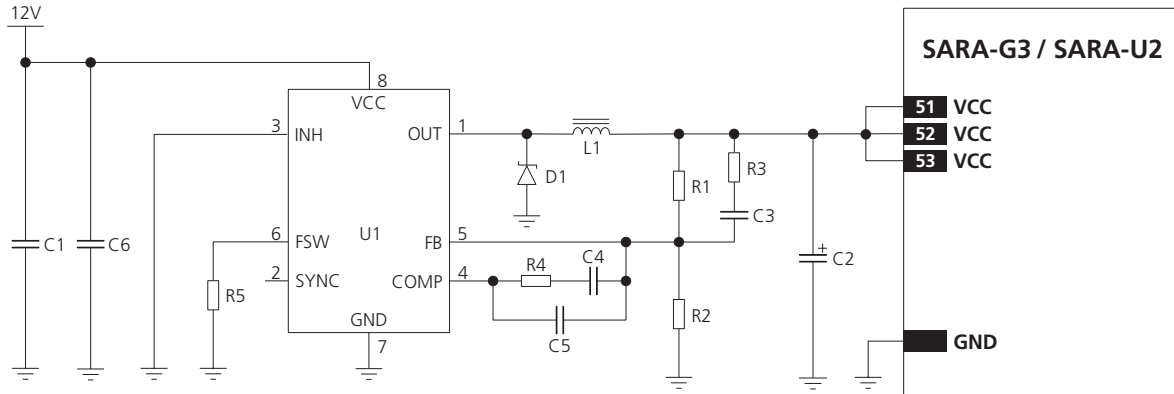 12V
SARA-G3 / SARA-U2
8
VCC
51 VCC
3 INH
OUT 1
52 VCC
L1
53 VCC
D1
R1
R3
C3
C1
C6
6 FSW
U1
FB 5
C2
+
R4
C4
2 SYNC
COMP 4
R5
R2
GND
C5
7
GND